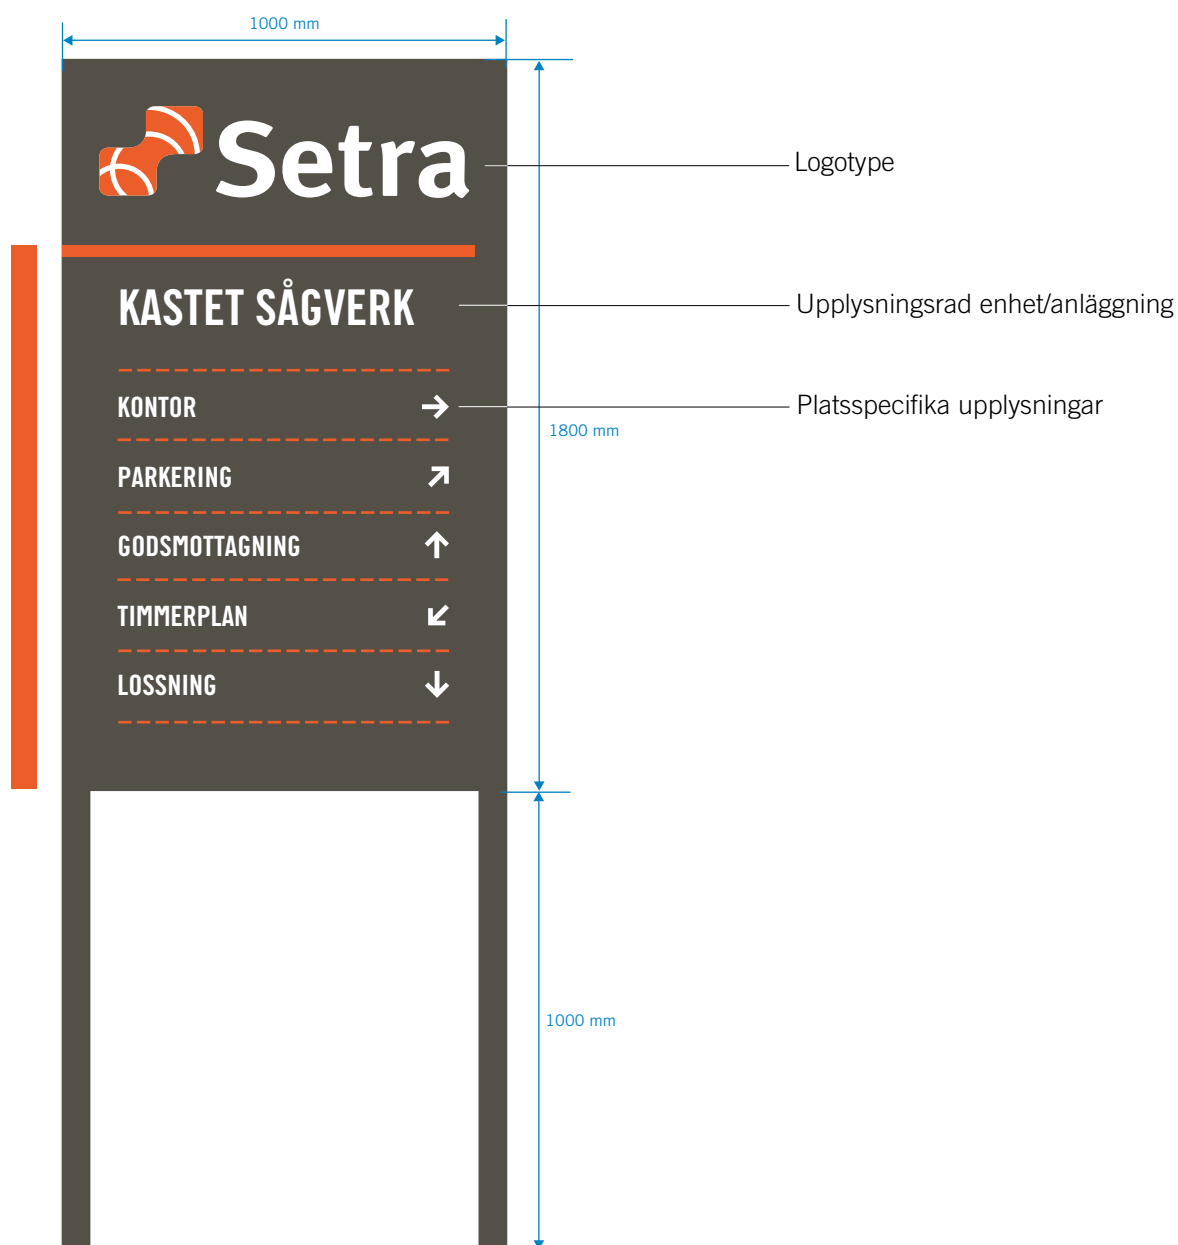 1000 mm
Setra
Logotype
KASTET SÅGVERK
Upplysningsrad enhet/anläggning
KONTOR →
Platsspecifika upplysningar
1800 mm
PARKERING ↗
GODSMOTTAGNING ↑
TIMMERPLAN ↙
LOSSNING ↓
1000 mm